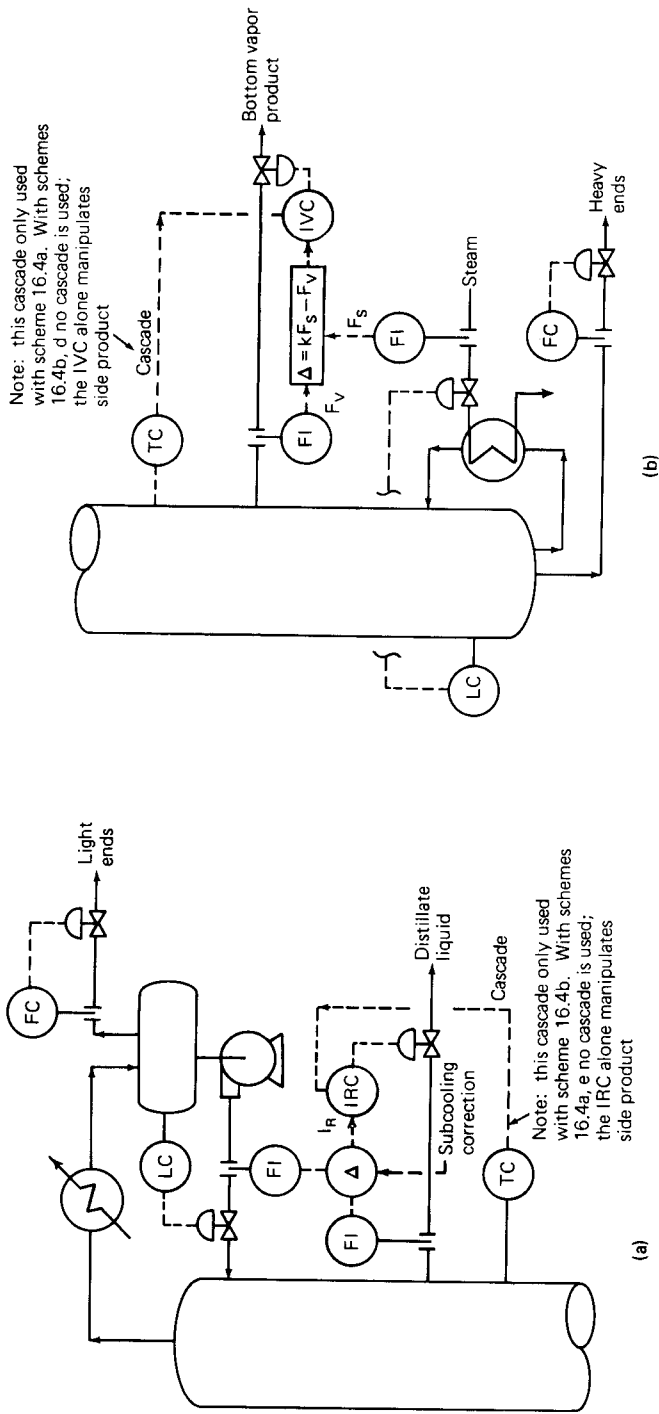 Light
ends
FC
LC
FI
I_R
IRC
Δ
FI
Subcooling
correction
Distillate
liquid
Cascade
TC
Note: this cascade only used
with scheme 16.4b. With schemes
16.4a, e no cascade is used;
the IRC alone manipulates
side product
(a)
Note: this cascade only used
with scheme 16.4a. With schemes
16.4b, d no cascade is used;
the IVC alone manipulates
side product
Cascade
TC
Bottom vapor
product
IVC
FI
F_V
Δ = kF_S − F_V
F_S
FI
Steam
FC
Heavy
ends
LC
(b)